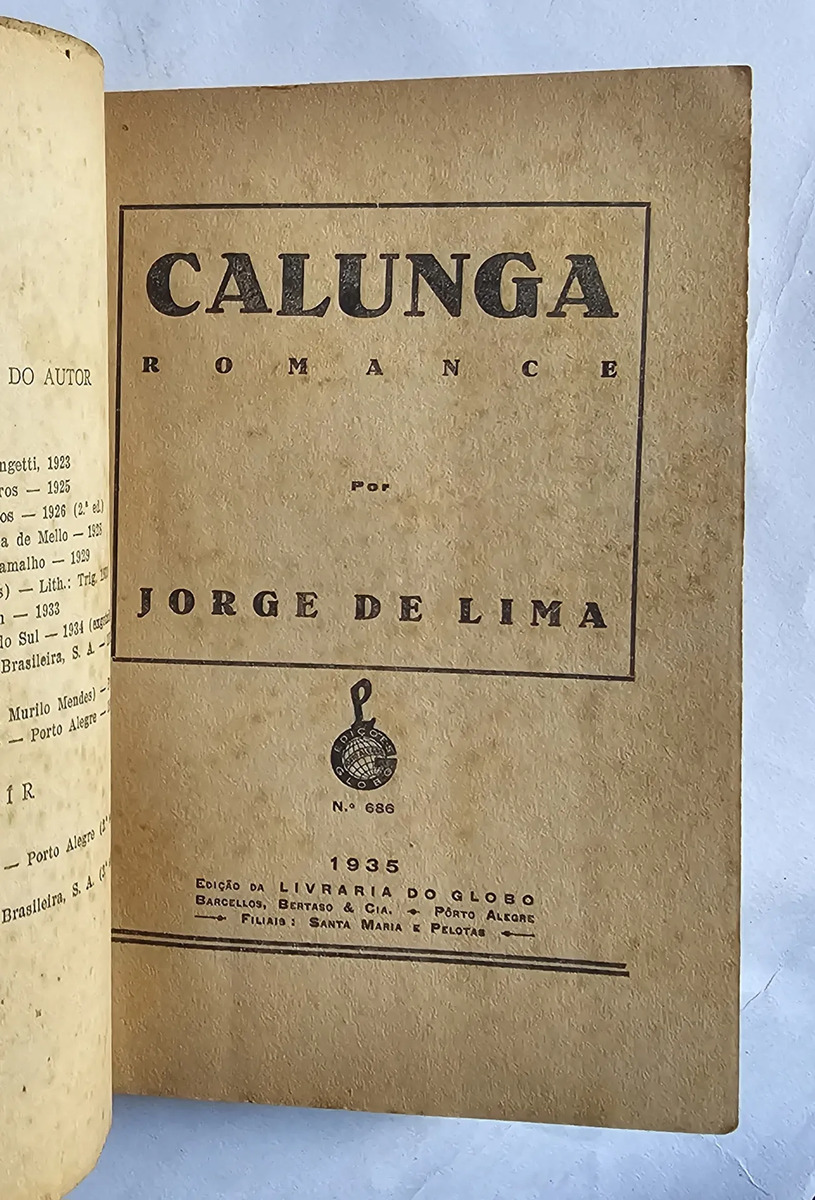 DO AUTOR
ngetti, 1923
ros — 1925
os — 1926 (2.ª ed.)
a de Mello —
amalho — 1929
s) — Lith.: Trig.
n — 1933
do Sul — 1934
Brasileira, S. A. —
Murilo Mendes) —
— Porto Alegre —
Í R
— Porto Alegre
Brasileira, S. A.
CALUNGA
ROMANCE
Por
JORGE DE LIMA
EDIÇÕES
GLOBO
N.º 686
1935
EDIÇÃO DA LIVRARIA DO GLOBO
BARCELLOS, BERTASO & CIA. PÔRTO ALEGRE
FILIAIS: SANTA MARIA E PELOTAS